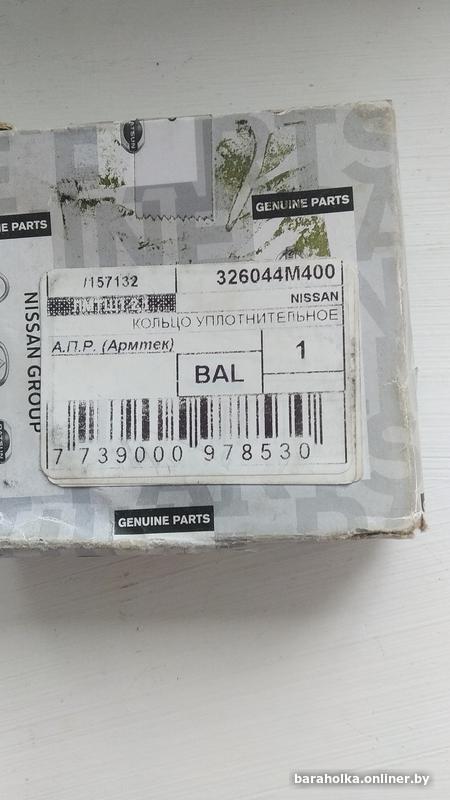 GENUINE PARTS
NISSAN GROUP
/157132
326044M400
NISSAN
КОЛЬЦО УПЛОТНИТЕЛЬНОЕ
А.П.Р. (Армтек)
BAL
1
7 739000 978530
GENUINE PARTS
baraholka.onliner.by